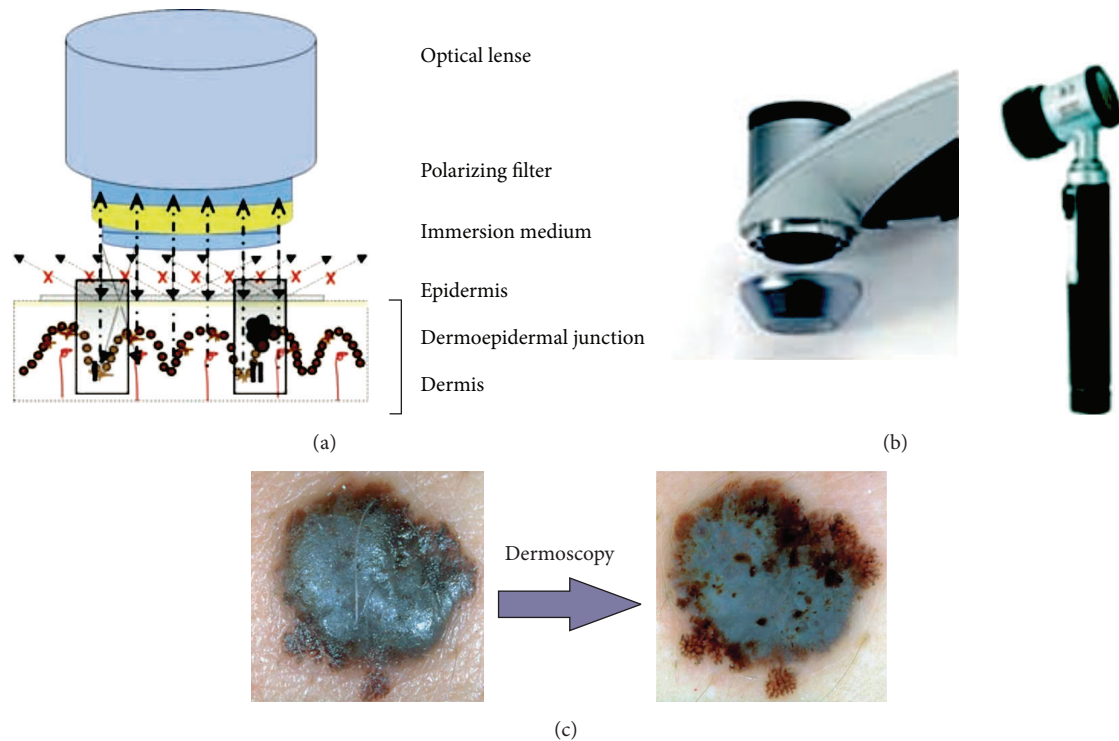 Optical lense
Polarizing filter
Immersion medium
Epidermis
Dermoepidermal junction
Dermis
(a)
(b)
Dermoscopy
(c)